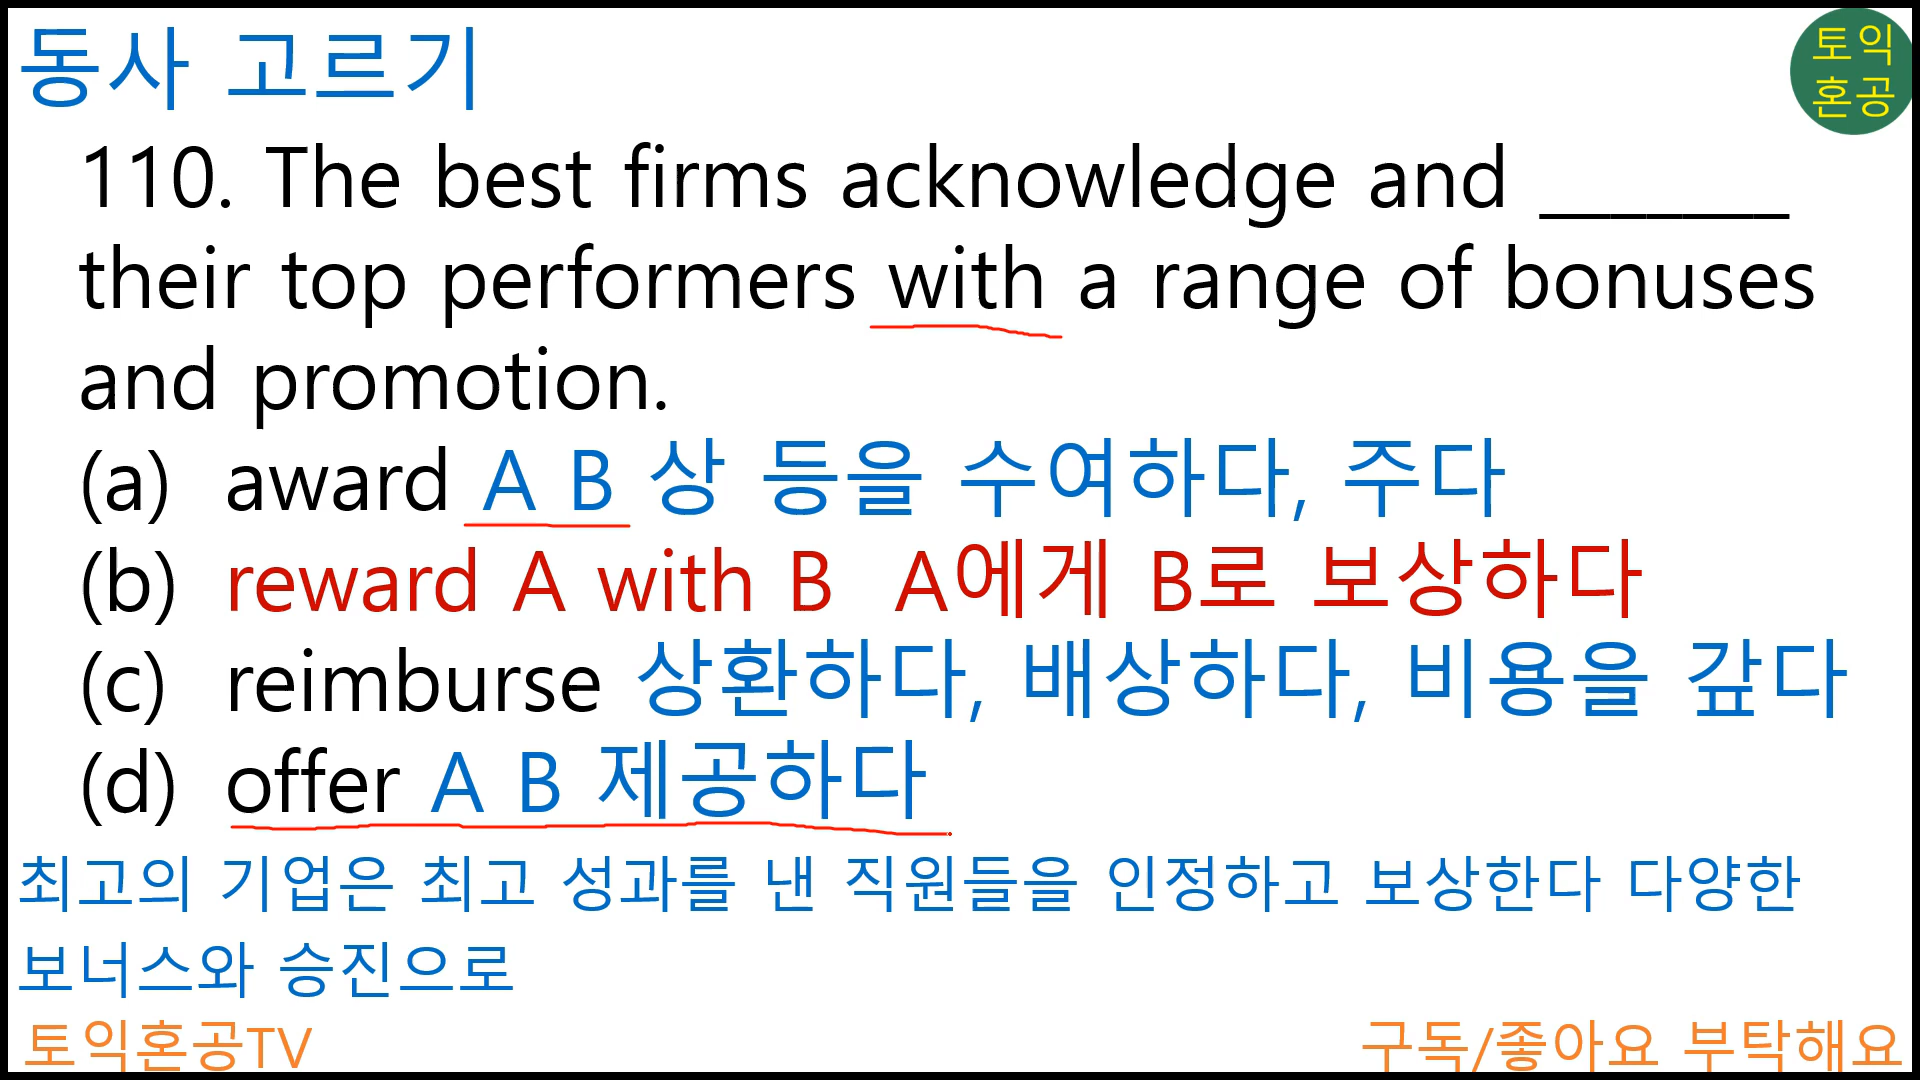 동사 고르기
토익
혼공
110. The best firms acknowledge and _______
their top performers with a range of bonuses
and promotion.
(a) award A B 상 등을 수여하다, 주다
(b) reward A with B A에게 B로 보상하다
(c) reimburse 상환하다, 배상하다, 비용을 갚다
(d) offer A B 제공하다
최고의 기업은 최고 성과를 낸 직원들을 인정하고 보상한다 다양한
보너스와 승진으로
토익혼공TV
구독/좋아요 부탁해요